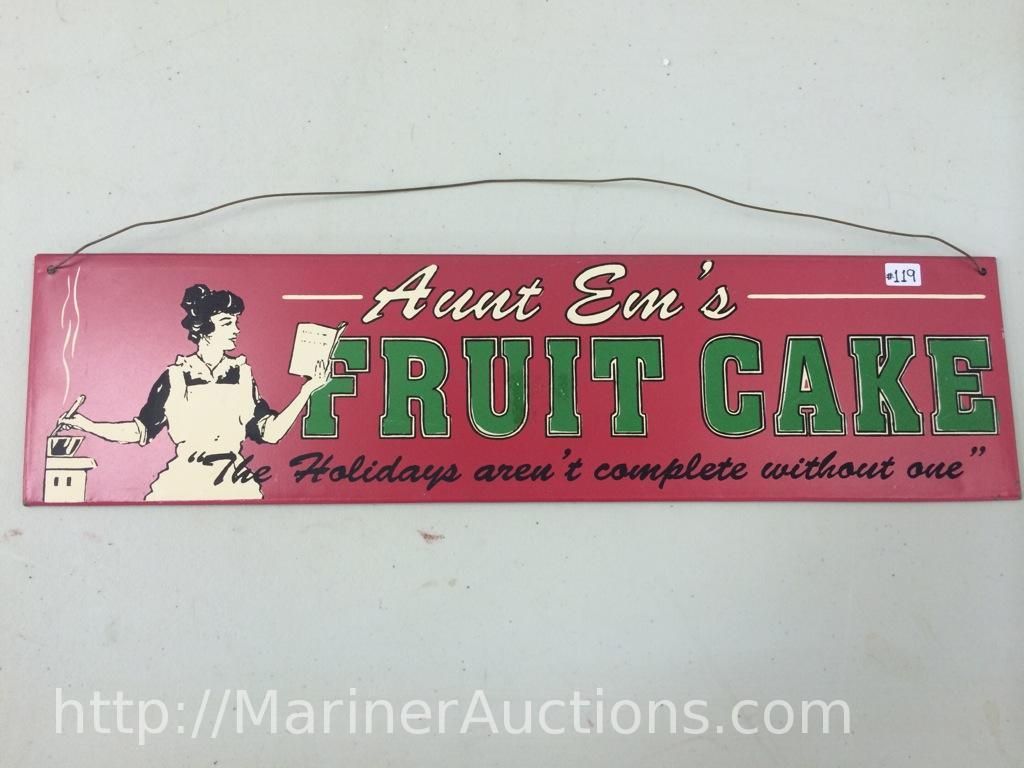 Aunt Em's
#119
FRUIT CAKE
"The Holidays aren't complete without one"
http://MarinerAuctions.com